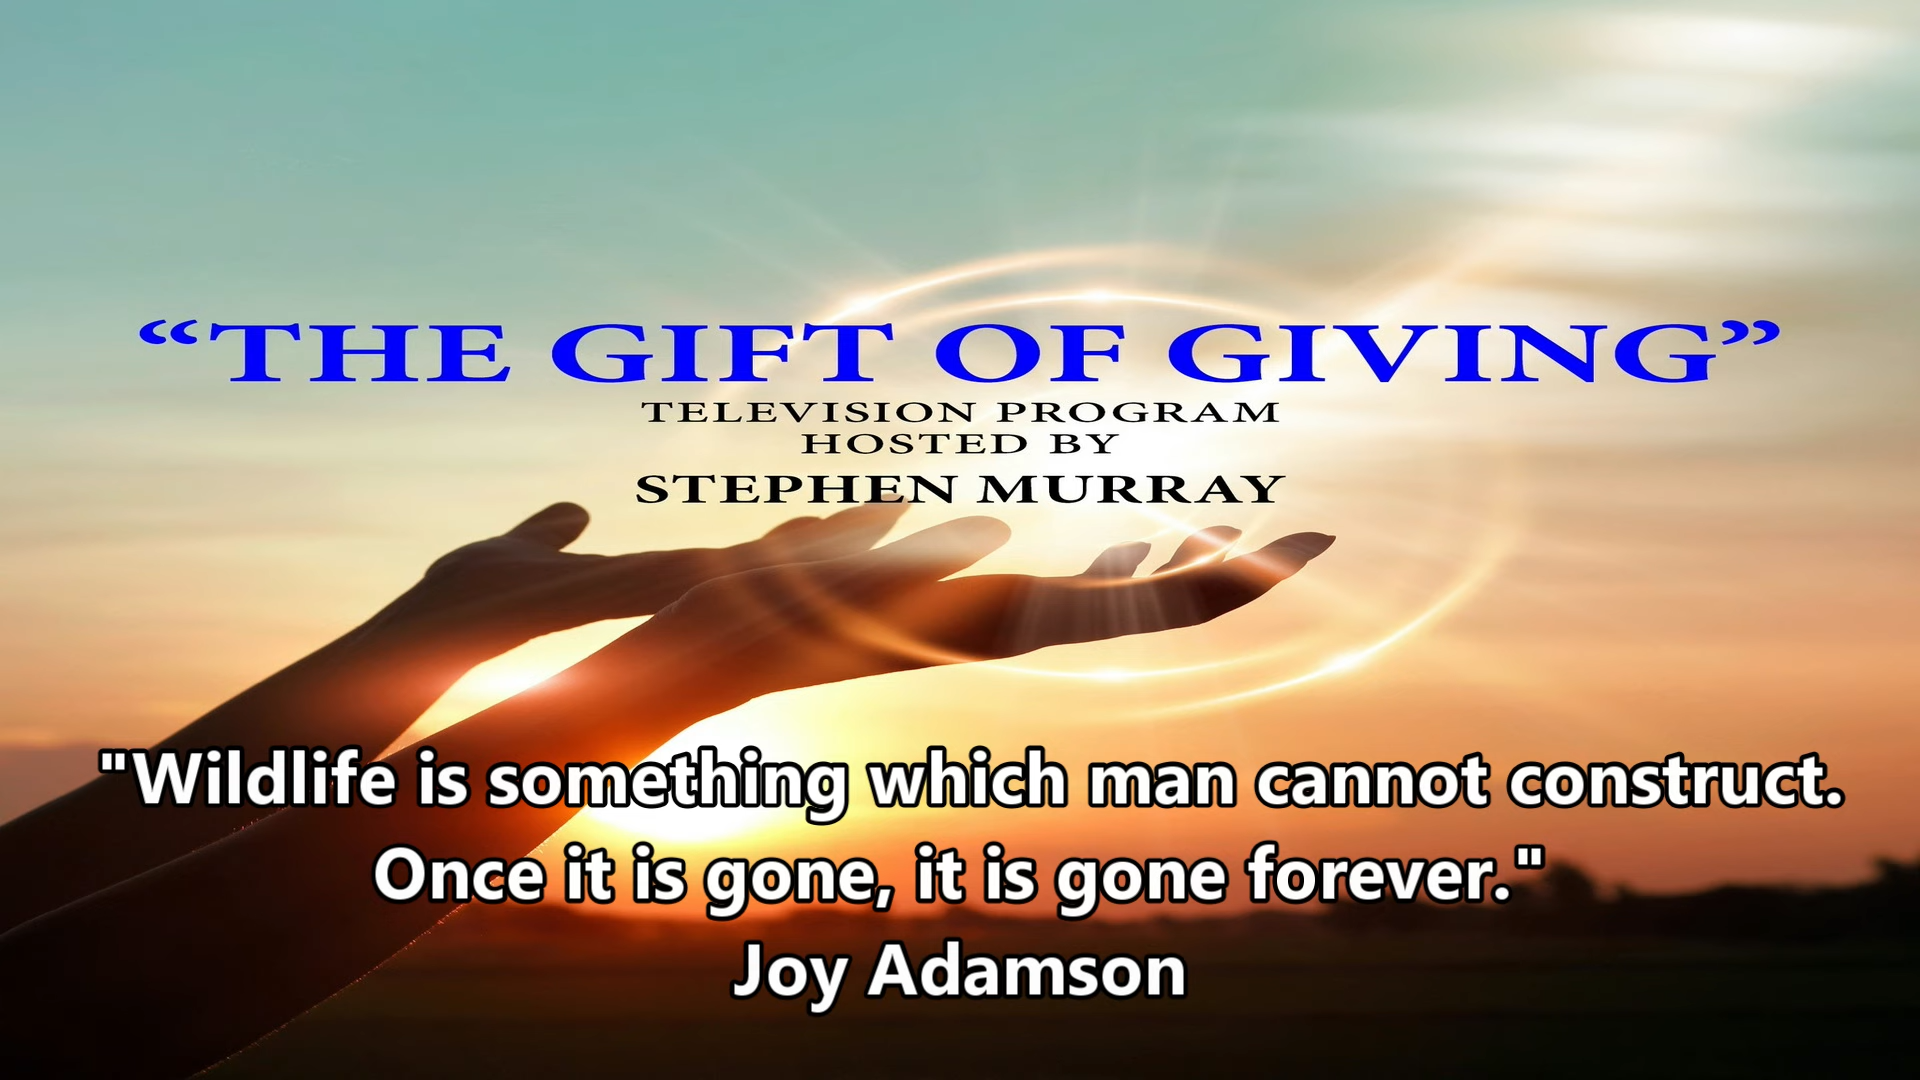 “THE GIFT OF GIVING”
TELEVISION PROGRAM
HOSTED BY
STEPHEN MURRAY
"Wildlife is something which man cannot construct.
Once it is gone, it is gone forever."
Joy Adamson